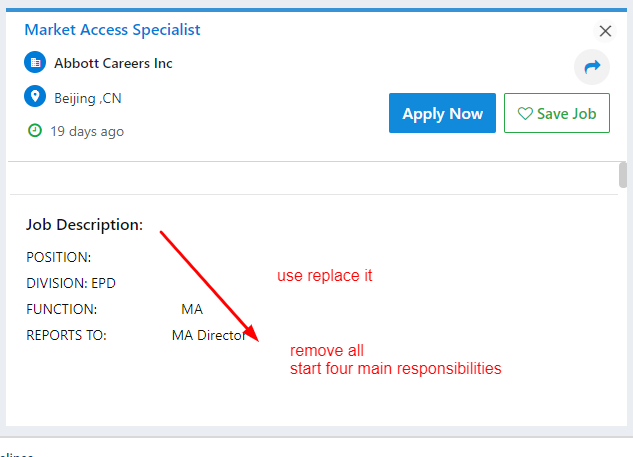 Market Access Specialist
Abbott Careers Inc
Beijing ,CN
19 days ago
Apply Now
Save Job
Job Description:
POSITION:
DIVISION: EPD
FUNCTION: MA
REPORTS TO: MA Director
use replace it
remove all
start four main responsibilities